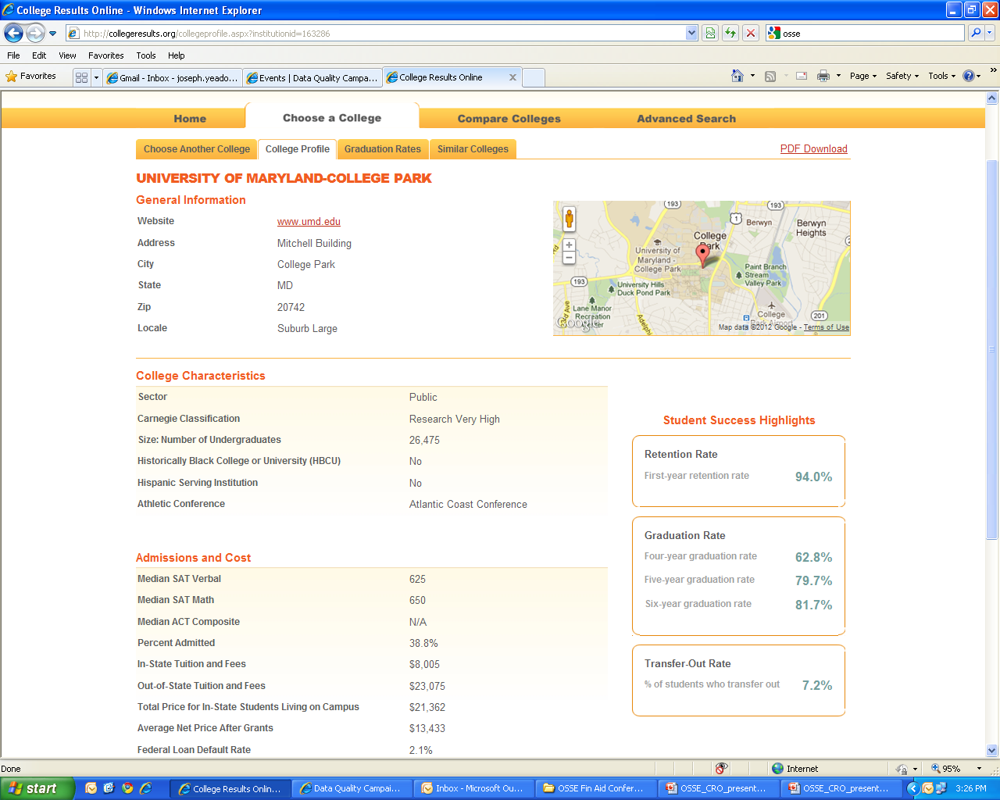 College Results Online - Windows Internet Explorer
http://collegeresults.org/collegeprofile.aspx?institutionid=163286
osse
File Edit View Favorites Tools Help
Favorites
Gmail - Inbox - joseph.yeado...
Events | Data Quality Campa...
College Results Online
Page Safety Tools
Home
Choose a College
Compare Colleges
Advanced Search
Choose Another College
College Profile
Graduation Rates
Similar Colleges
PDF Download
UNIVERSITY OF MARYLAND-COLLEGE PARK
General Information
Website www.umd.edu
Address Mitchell Building
City College Park
State MD
Zip 20742
Locale Suburb Large
193
193
1
Berwyn
Berwyn Heights
College Park
University of Maryland - College Park
Paint Branch Stream Valley Park
193
University Hills Duck Pond Park
Lane Manor Recreation
Adelphi
College Park Airport
201
Google
Map data ©2012 Google - Terms of Use
College Characteristics
Sector Public
Carnegie Classification Research Very High
Size: Number of Undergraduates 26,475
Historically Black College or University (HBCU) No
Hispanic Serving Institution No
Athletic Conference Atlantic Coast Conference
Admissions and Cost
Median SAT Verbal 625
Median SAT Math 650
Median ACT Composite N/A
Percent Admitted 38.8%
In-State Tuition and Fees $8,005
Out-of-State Tuition and Fees $23,075
Total Price for In-State Students Living on Campus $21,362
Average Net Price After Grants $13,433
Federal Loan Default Rate 2.1%
Student Success Highlights
Retention Rate
First-year retention rate 94.0%
Graduation Rate
Four-year graduation rate 62.8%
Five-year graduation rate 79.7%
Six-year graduation rate 81.7%
Transfer-Out Rate
% of students who transfer out 7.2%
Done
Internet
95%
start
College Results Onlin...
Data Quality Campai...
Inbox - Microsoft Ou...
OSSE Fin Aid Confer...
OSSE_CRO_present...
OSSE_CRO_present...
3:26 PM